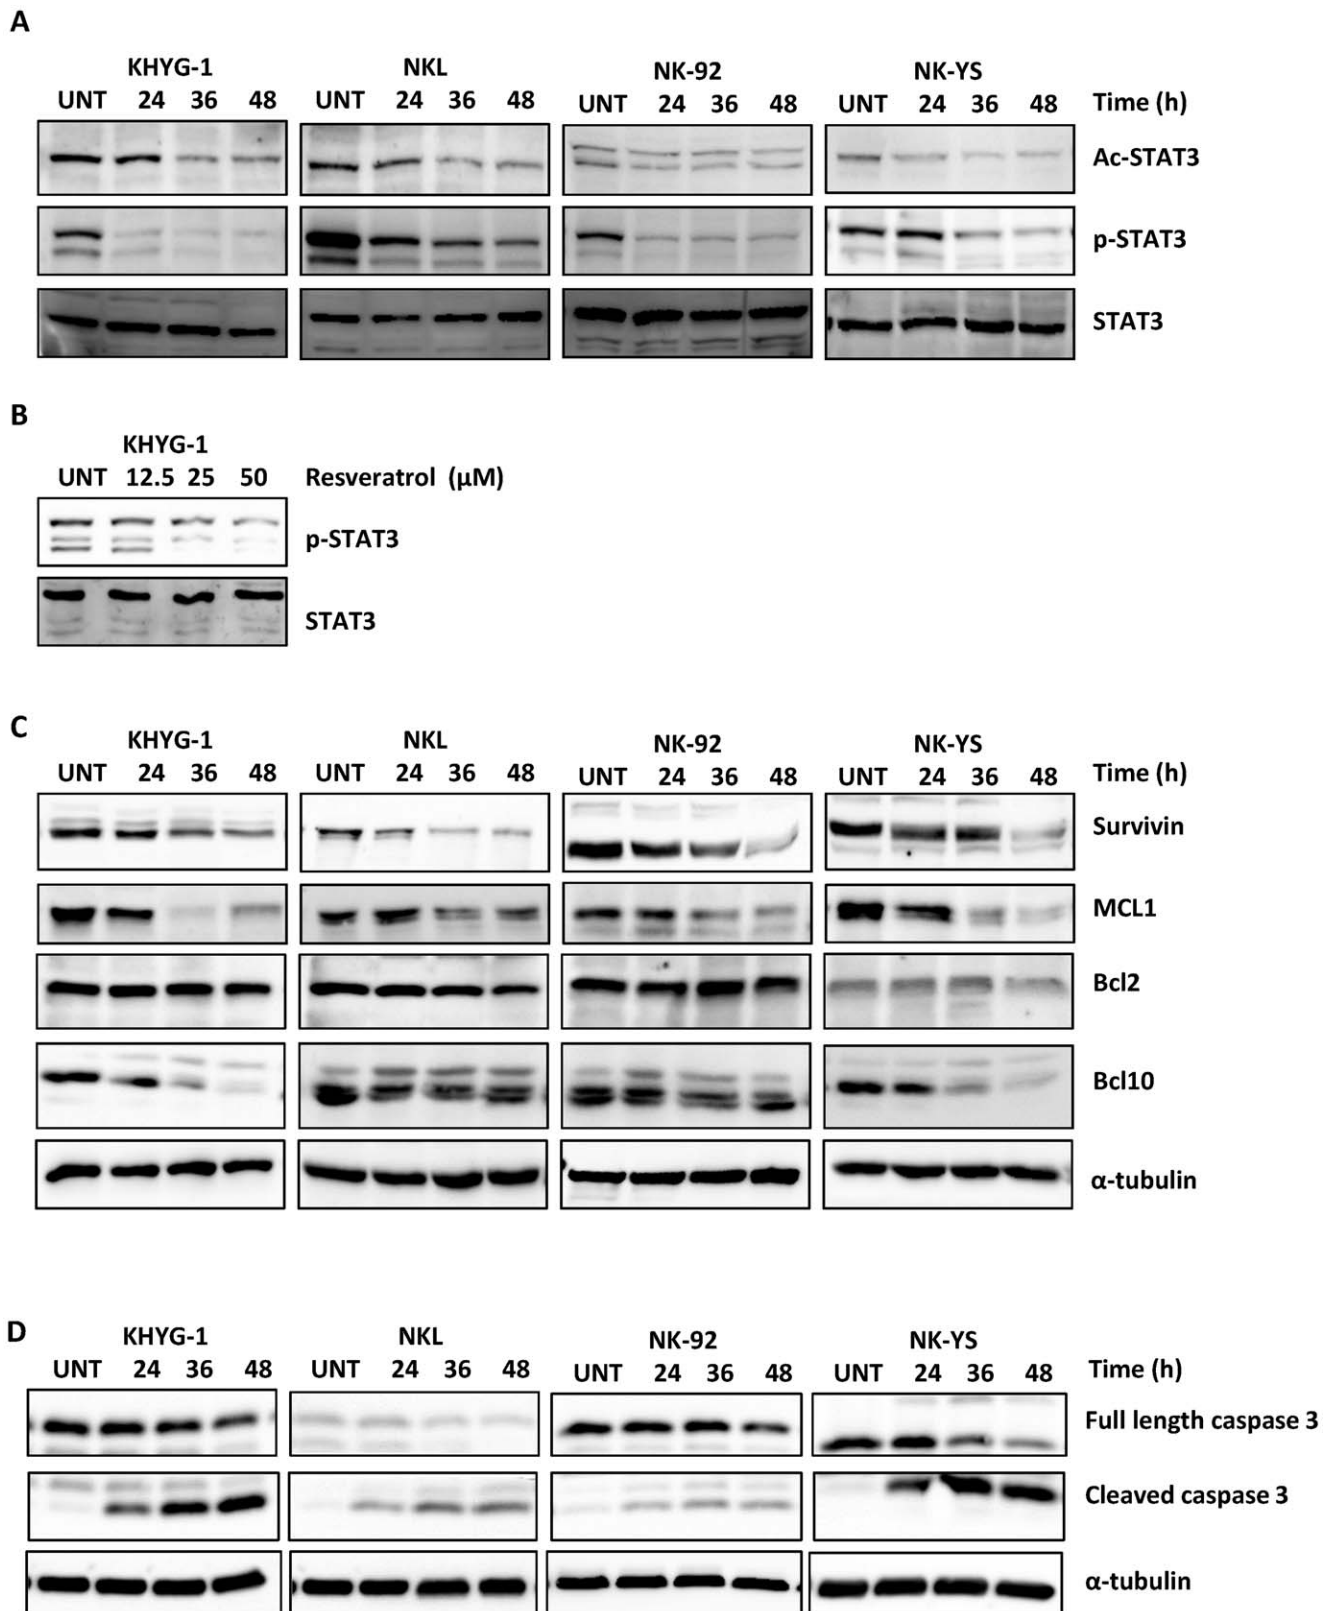 A
KHYG-1 NKL NK-92 NK-YS
UNT 24 36 48 UNT 24 36 48 UNT 24 36 48 UNT 24 36 48 Time (h)
Ac-STAT3
p-STAT3
STAT3
B
KHYG-1
UNT 12.5 25 50 Resveratrol (µM)
p-STAT3
STAT3
C
KHYG-1 NKL NK-92 NK-YS
UNT 24 36 48 UNT 24 36 48 UNT 24 36 48 UNT 24 36 48 Time (h)
Survivin
MCL1
Bcl2
Bcl10
α-tubulin
D
KHYG-1 NKL NK-92 NK-YS
UNT 24 36 48 UNT 24 36 48 UNT 24 36 48 UNT 24 36 48 Time (h)
Full length caspase 3
Cleaved caspase 3
α-tubulin